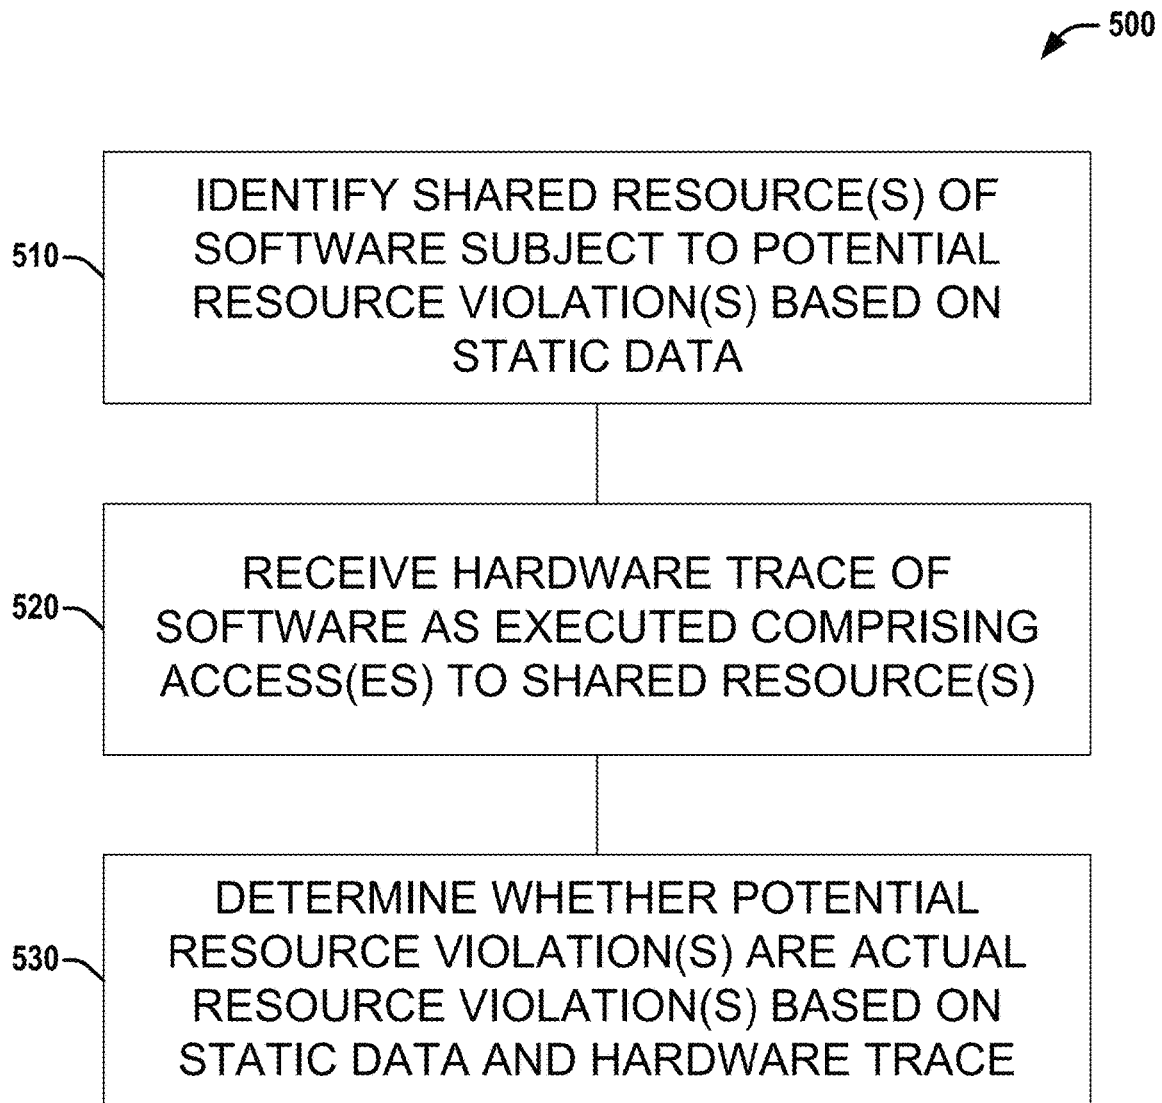 500
510
IDENTIFY SHARED RESOURCE(S) OF
SOFTWARE SUBJECT TO POTENTIAL
RESOURCE VIOLATION(S) BASED ON
STATIC DATA
520
RECEIVE HARDWARE TRACE OF
SOFTWARE AS EXECUTED COMPRISING
ACCESS(ES) TO SHARED RESOURCE(S)
530
DETERMINE WHETHER POTENTIAL
RESOURCE VIOLATION(S) ARE ACTUAL
RESOURCE VIOLATION(S) BASED ON
STATIC DATA AND HARDWARE TRACE